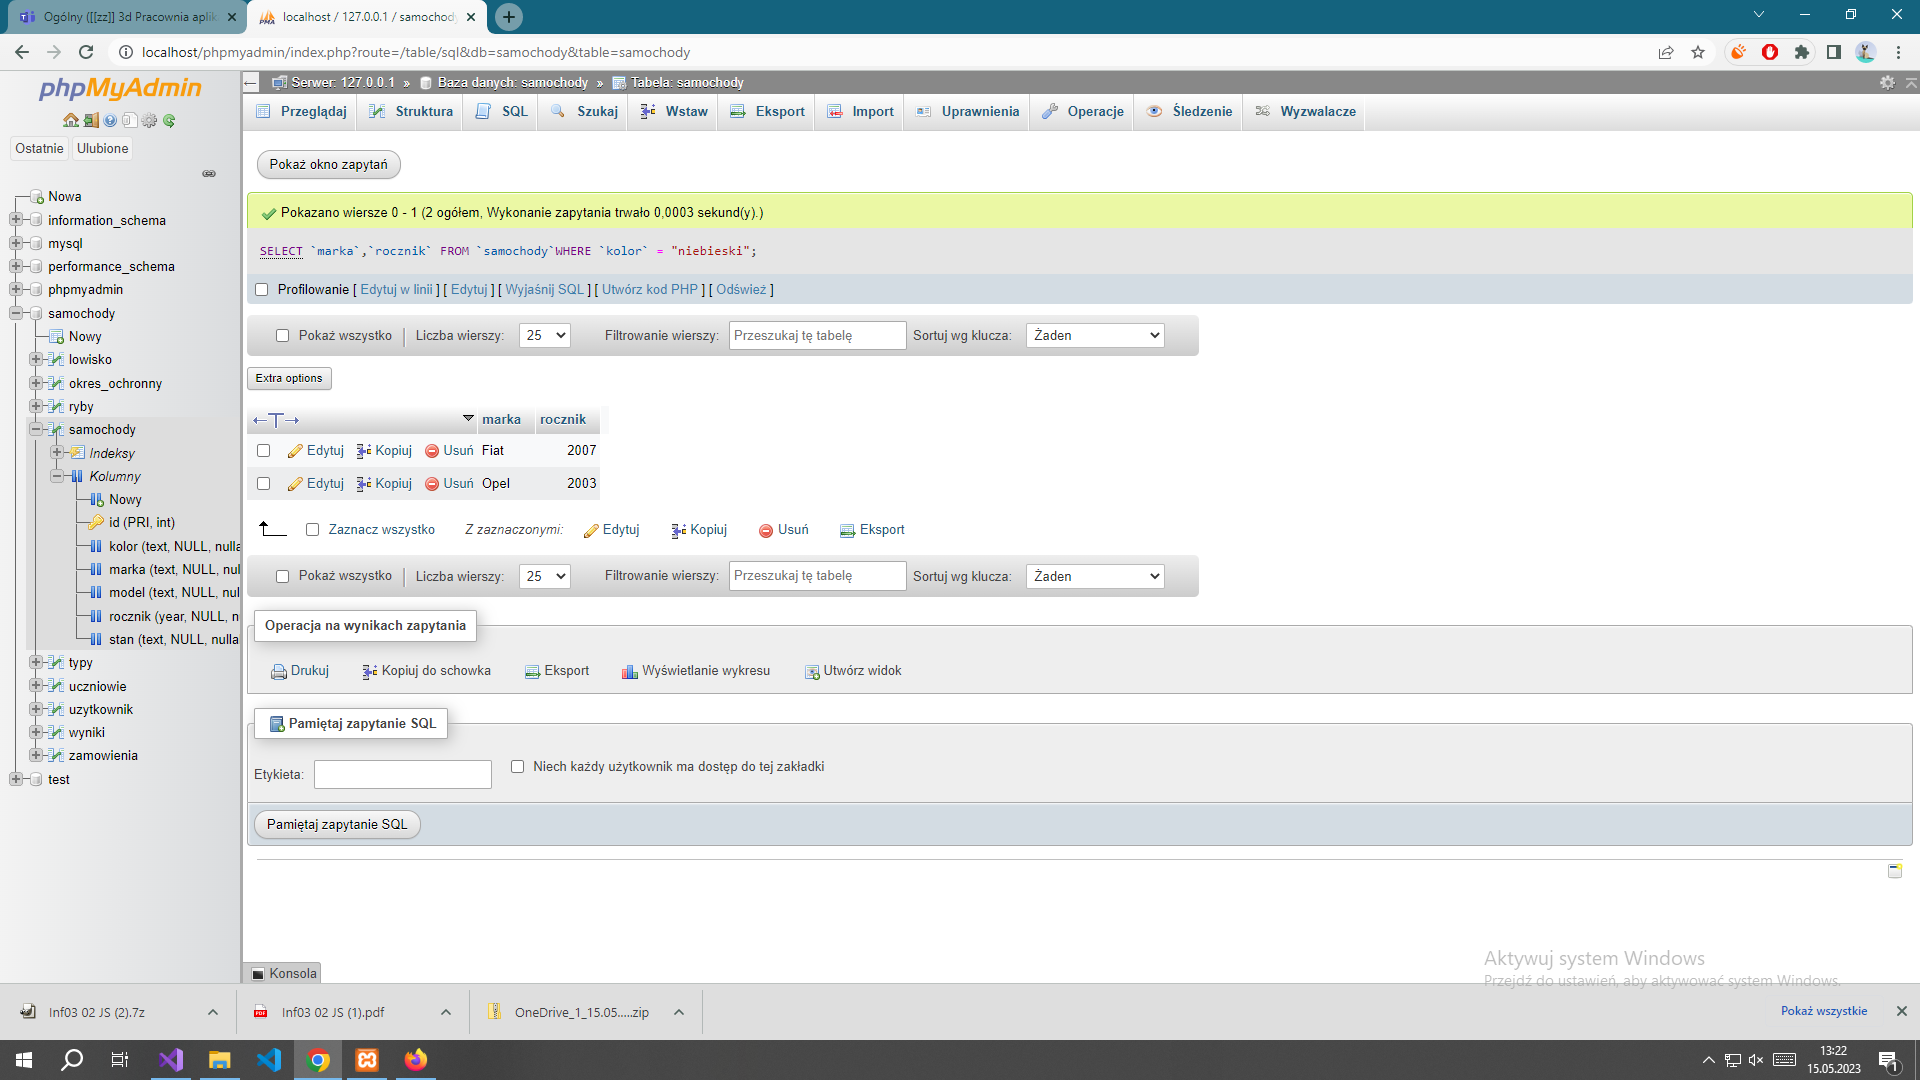 Ogólny ([[zz]] 3d Pracownia aplik
localhost / 127.0.0.1 / samochody
localhost/phpmyadmin/index.php?route=/table/sql&db=samochody&table=samochody
phpMyAdmin
Ostatnie
Ulubione
Nowa
information_schema
mysql
performance_schema
phpmyadmin
samochody
Nowy
lowisko
okres_ochronny
ryby
samochody
Indeksy
Kolumny
Nowy
id (PRI, int)
kolor (text, NULL, nulla
marka (text, NULL, nul
model (text, NULL, nul
rocznik (year, NULL, n
stan (text, NULL, nulla
typy
uczniowie
uzytkownik
wyniki
zamowienia
test
Serwer: 127.0.0.1 » Baza danych: samochody » Tabela: samochody
Przeglądaj Struktura SQL Szukaj Wstaw Eksport Import Uprawnienia Operacje Śledzenie Wyzwalacze
Pokaż okno zapytań
Pokazano wiersze 0 - 1 (2 ogółem, Wykonanie zapytania trwało 0,0003 sekund(y).)
SELECT `marka`,`rocznik` FROM `samochody`WHERE `kolor` = "niebieski";
Profilowanie [ Edytuj w linii ] [ Edytuj ] [ Wyjaśnij SQL ] [ Utwórz kod PHP ] [ Odśwież ]
Pokaż wszystko Liczba wierszy: 25 Filtrowanie wierszy: Przeszukaj tę tabelę Sortuj wg klucza: Żaden
Extra options
←T→ marka rocznik
Edytuj Kopiuj Usuń Fiat 2007
Edytuj Kopiuj Usuń Opel 2003
Zaznacz wszystko Z zaznaczonymi: Edytuj Kopiuj Usuń Eksport
Pokaż wszystko Liczba wierszy: 25 Filtrowanie wierszy: Przeszukaj tę tabelę Sortuj wg klucza: Żaden
Operacja na wynikach zapytania
Drukuj Kopiuj do schowka Eksport Wyświetlanie wykresu Utwórz widok
Pamiętaj zapytanie SQL
Etykieta: Niech każdy użytkownik ma dostęp do tej zakładki
Pamiętaj zapytanie SQL
Konsola
Aktywuj system Windows
Przejdź do ustawień, aby aktywować system Windows.
Inf03 02 JS (2).7z
Inf03 02 JS (1).pdf
OneDrive_1_15.05.....zip
Pokaż wszystkie
13:22
15.05.2023
1